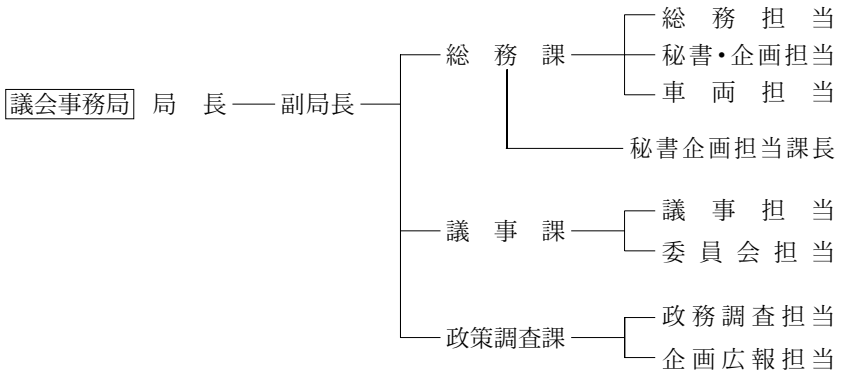 総務担当
総務課
秘書・企画担当
車両担当
議会事務局 局長 副局長
秘書企画担当課長
議事担当
議事課
委員会担当
政務調査担当
政策調査課
企画広報担当